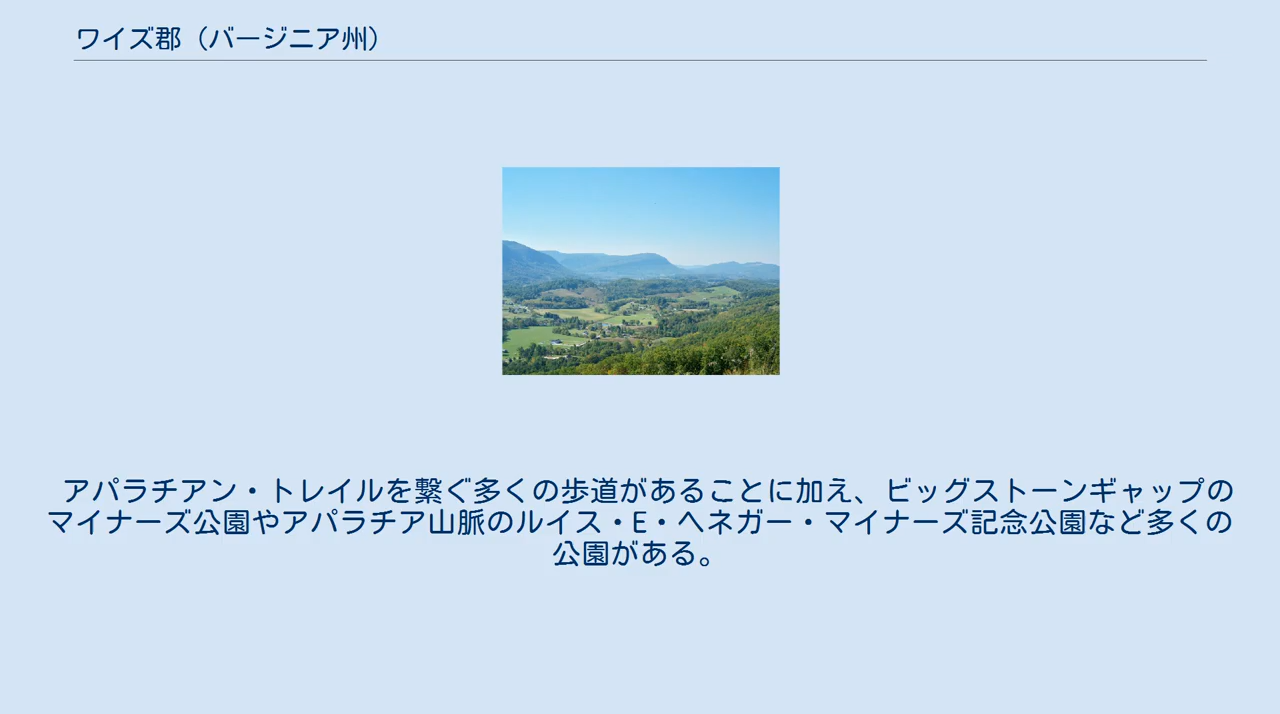 ワイズ郡（バージニア州）
アパラチアン・トレイルを繋ぐ多くの歩道があることに加え、ビッグストーンギャップの
マイナーズ公園やアパラチア山脈のルイス・E・ヘネガー・マイナーズ記念公園など多くの
公園がある。